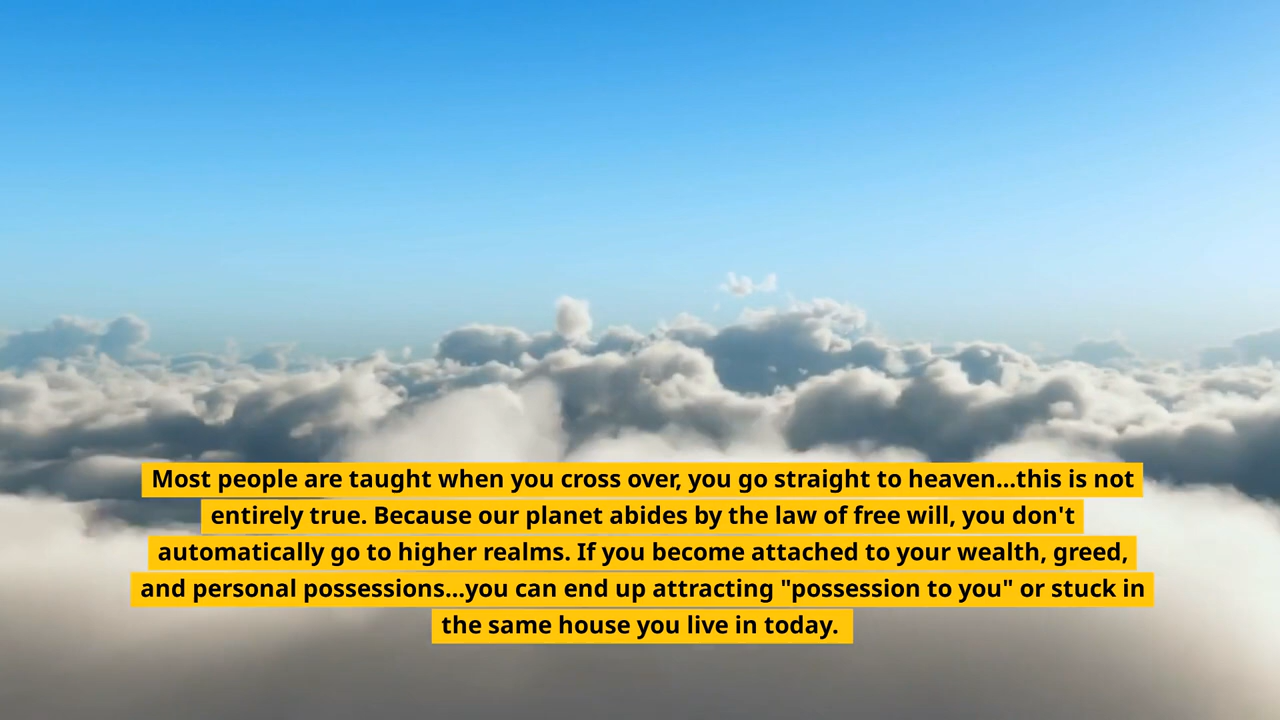 Most people are taught when you cross over, you go straight to heaven...this is not
entirely true. Because our planet abides by the law of free will, you don't
automatically go to higher realms. If you become attached to your wealth, greed,
and personal possessions...you can end up attracting "possession to you" or stuck in
the same house you live in today.